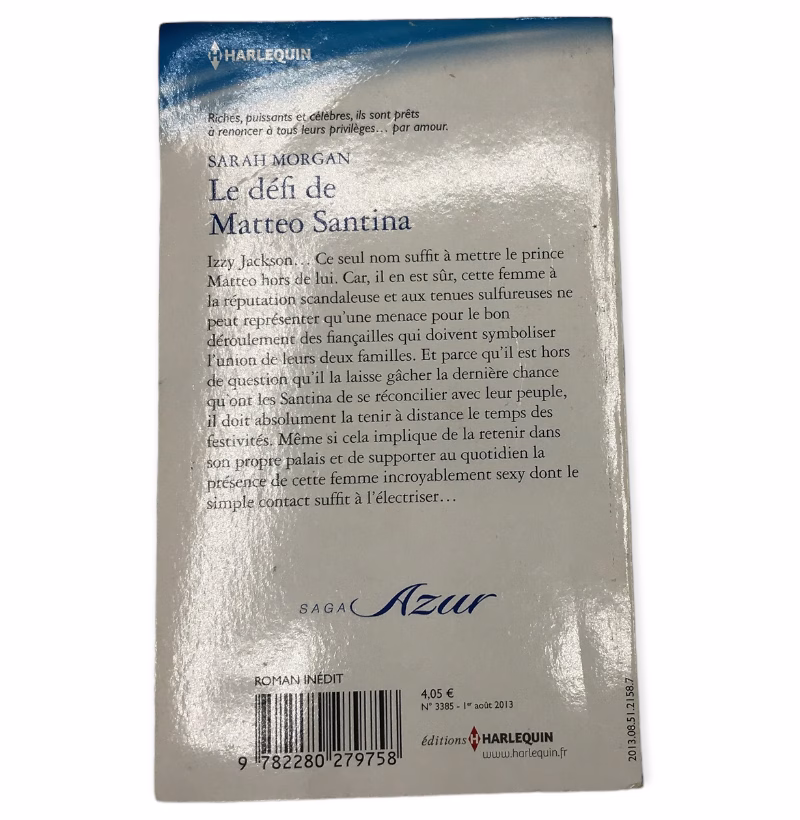 HARLEQUIN
Riches, puissants et célèbres, ils sont prêts
à renoncer à tous leurs privilèges... par amour.
SARAH MORGAN
Le défi de
Matteo Santina
Izzy Jackson... Ce seul nom suffit à mettre le prince
Matteo hors de lui. Car, il en est sûr, cette femme à
la réputation scandaleuse et aux tenues sulfureuses ne
peut représenter qu'une menace pour le bon
déroulement des fiançailles qui doivent symboliser
l'union de leurs deux familles. Et parce qu'il est hors
de question qu'il la laisse gâcher la dernière chance
qu'ont les Santina de se réconcilier avec leur peuple,
il doit absolument la tenir à distance le temps des
festivités. Même si cela implique de la retenir dans
son propre palais et de supporter au quotidien la
présence de cette femme incroyablement sexy dont le
simple contact suffit à l'électriser...
SAGA Azur
ROMAN INÉDIT
4,05 €
N° 3385 - 1er août 2013
éditions HARLEQUIN
www.harlequin.fr
9 782280 279758
2013.08.51.2158.7